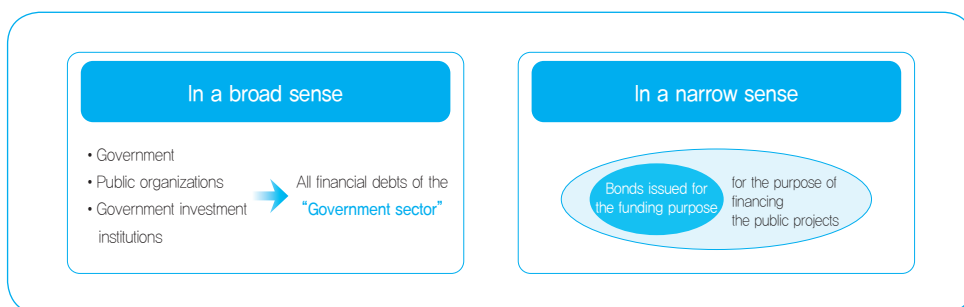 In a broad sense
• Government
• Public organizations
• Government investment
institutions
All financial debts of the
“Government sector”
In a narrow sense
Bonds issued for
the funding purpose
for the purpose of
financing
the public projects